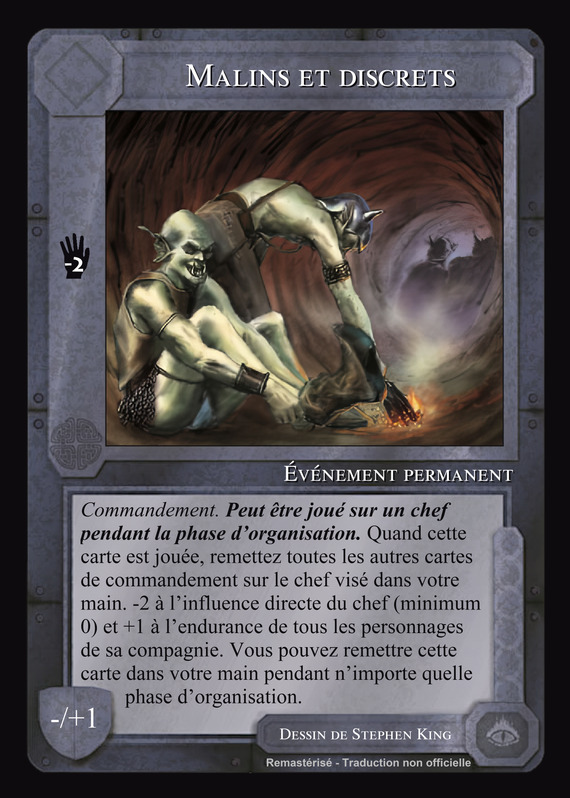 Malins et discrets
-2
Événement permanent
Commandement. Peut être joué sur un chef
pendant la phase d'organisation. Quand cette
carte est jouée, remettez toutes les autres cartes
de commandement sur le chef visé dans votre
main. -2 à l'influence directe du chef (minimum
0) et +1 à l'endurance de tous les personnages
de sa compagnie. Vous pouvez remettre cette
carte dans votre main pendant n'importe quelle
phase d'organisation.
-/+1
Dessin de Stephen King
Remastérisé - Traduction non officielle